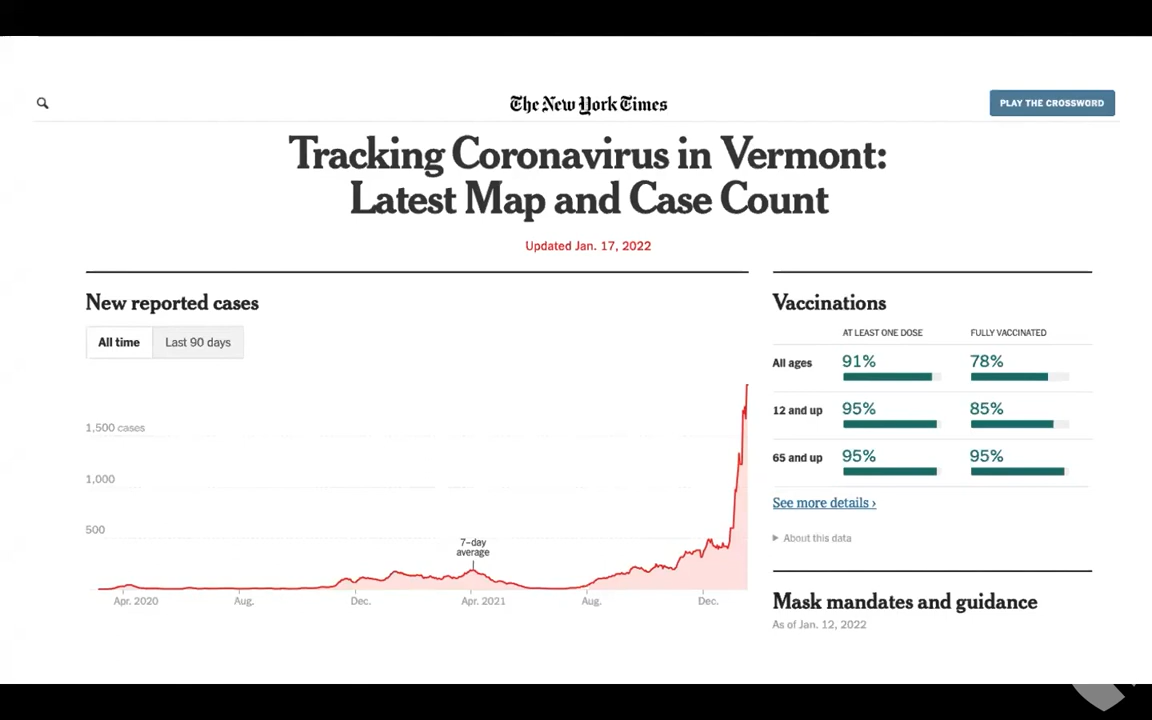 The New York Times
PLAY THE CROSSWORD
Tracking Coronavirus in Vermont:
Latest Map and Case Count
Updated Jan. 17, 2022
New reported cases
All time
Last 90 days
1,500 cases
1,000
500
7–day
average
Apr. 2020
Aug.
Dec.
Apr. 2021
Aug.
Dec.
Vaccinations
AT LEAST ONE DOSE
FULLY VACCINATED
All ages
91%
78%
12 and up
95%
85%
65 and up
95%
95%
See more details ›
About this data
Mask mandates and guidance
As of Jan. 12, 2022